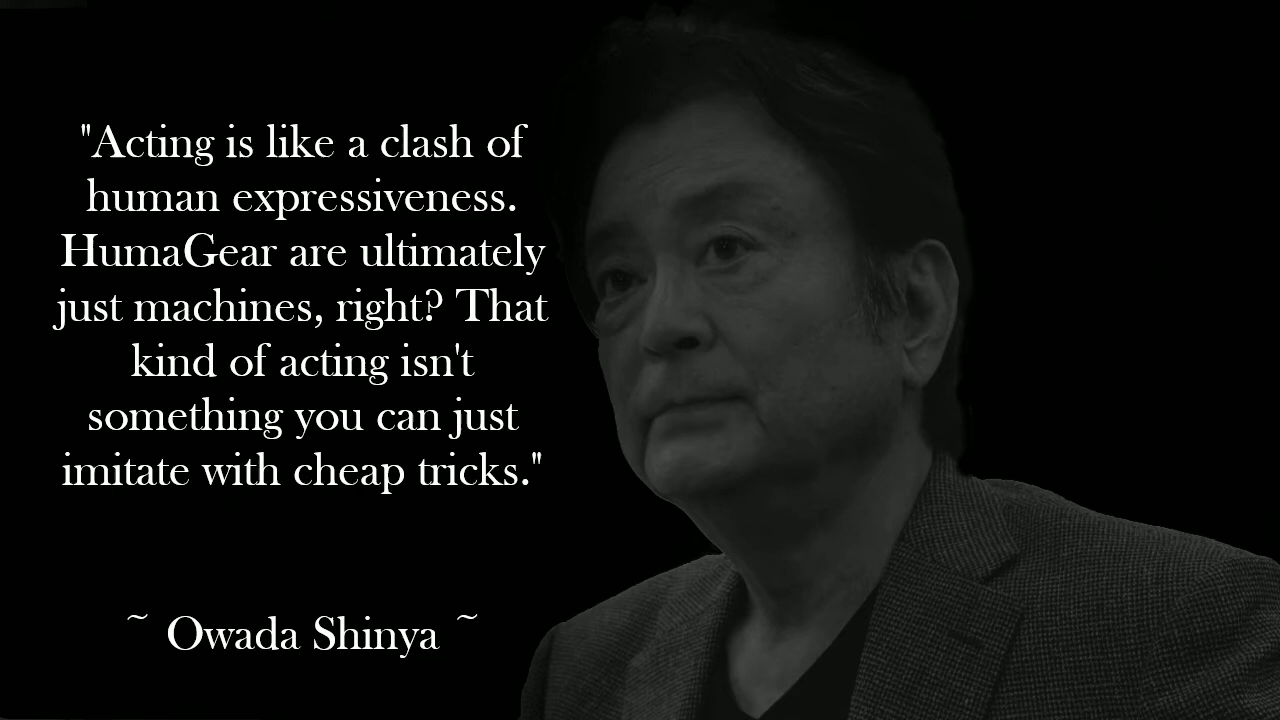 "Acting is like a clash of
human expressiveness.
HumaGear are ultimately
just machines, right? That
kind of acting isn't
something you can just
imitate with cheap tricks."
~ Owada Shinya ~